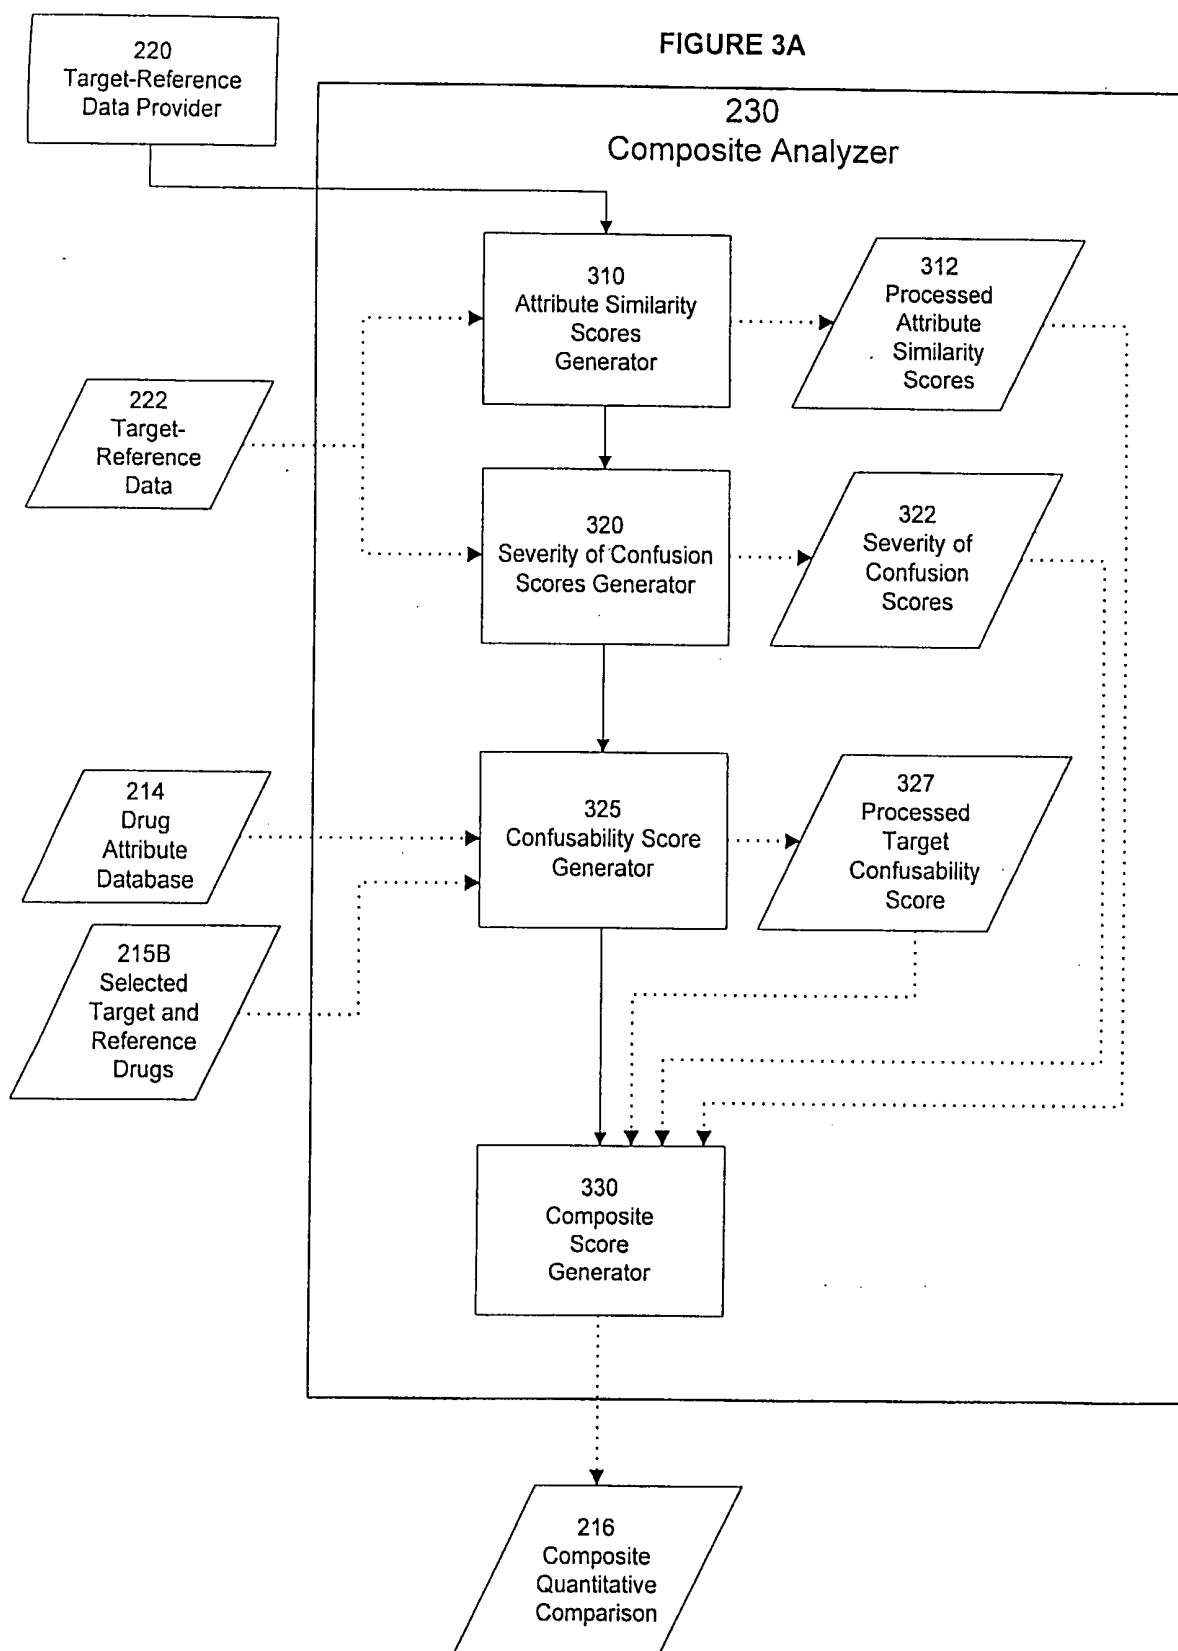 FIGURE 3A
220
Target-Reference
Data Provider
230
Composite Analyzer
310
Attribute Similarity
Scores
Generator
312
Processed
Attribute
Similarity
Scores
222
Target-
Reference
Data
320
Severity of Confusion
Scores Generator
322
Severity of
Confusion
Scores
214
Drug
Attribute
Database
325
Confusability Score
Generator
327
Processed
Target
Confusability
Score
215B
Selected
Target and
Reference
Drugs
330
Composite
Score
Generator
216
Composite
Quantitative
Comparison